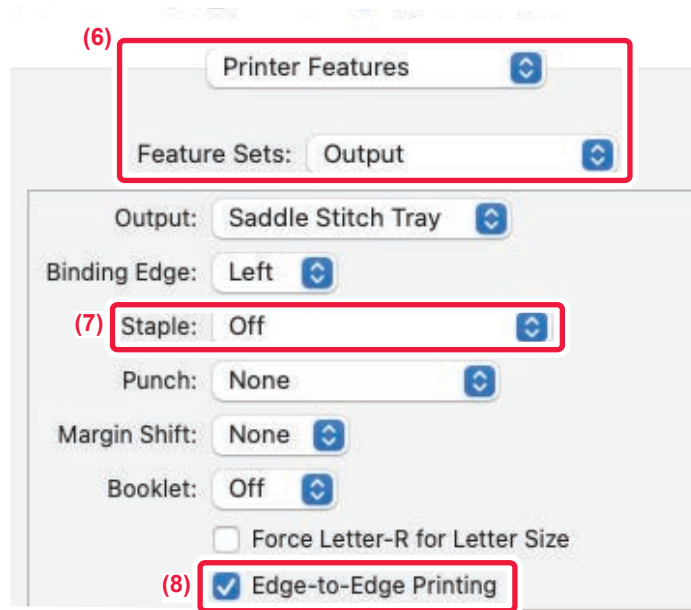 (6)
Printer Features
Feature Sets: Output
Output: Saddle Stitch Tray
Binding Edge: Left
(7) Staple: Off
Punch: None
Margin Shift: None
Booklet: Off
Force Letter-R for Letter Size
(8) Edge-to-Edge Printing